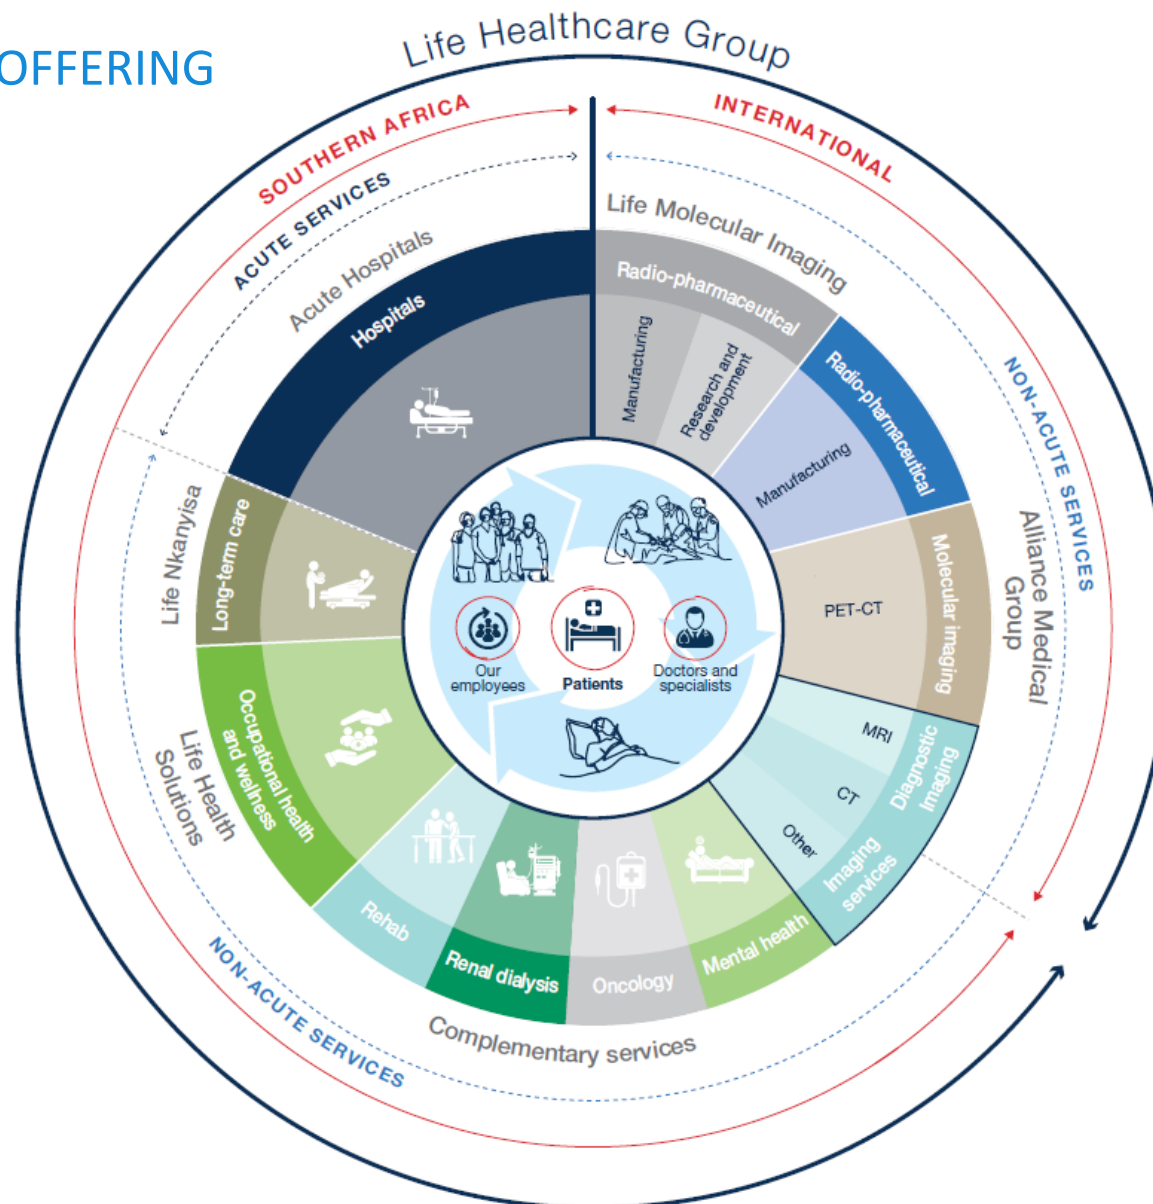 OFFERING
Life Healthcare Group
SOUTHERN AFRICA
INTERNATIONAL
ACUTE SERVICES
Acute Hospitals
Hospitals
Life Molecular Imaging
Radio-pharmaceutical
Manufacturing
Research and
development
Radio-pharmaceutical
Manufacturing
NON-ACUTE SERVICES
Alliance Medical
Group
Molecular imaging
PET-CT
Diagnostic
Imaging
MRI
CT
Other
Imaging
services
Life Nkanyisa
Long-term care
Our
employees
Patients
Doctors and
specialists
Life Health
Solutions
Occupational health
and wellness
Rehab
Renal dialysis
Oncology
Mental health
Complementary services
NON-ACUTE SERVICES